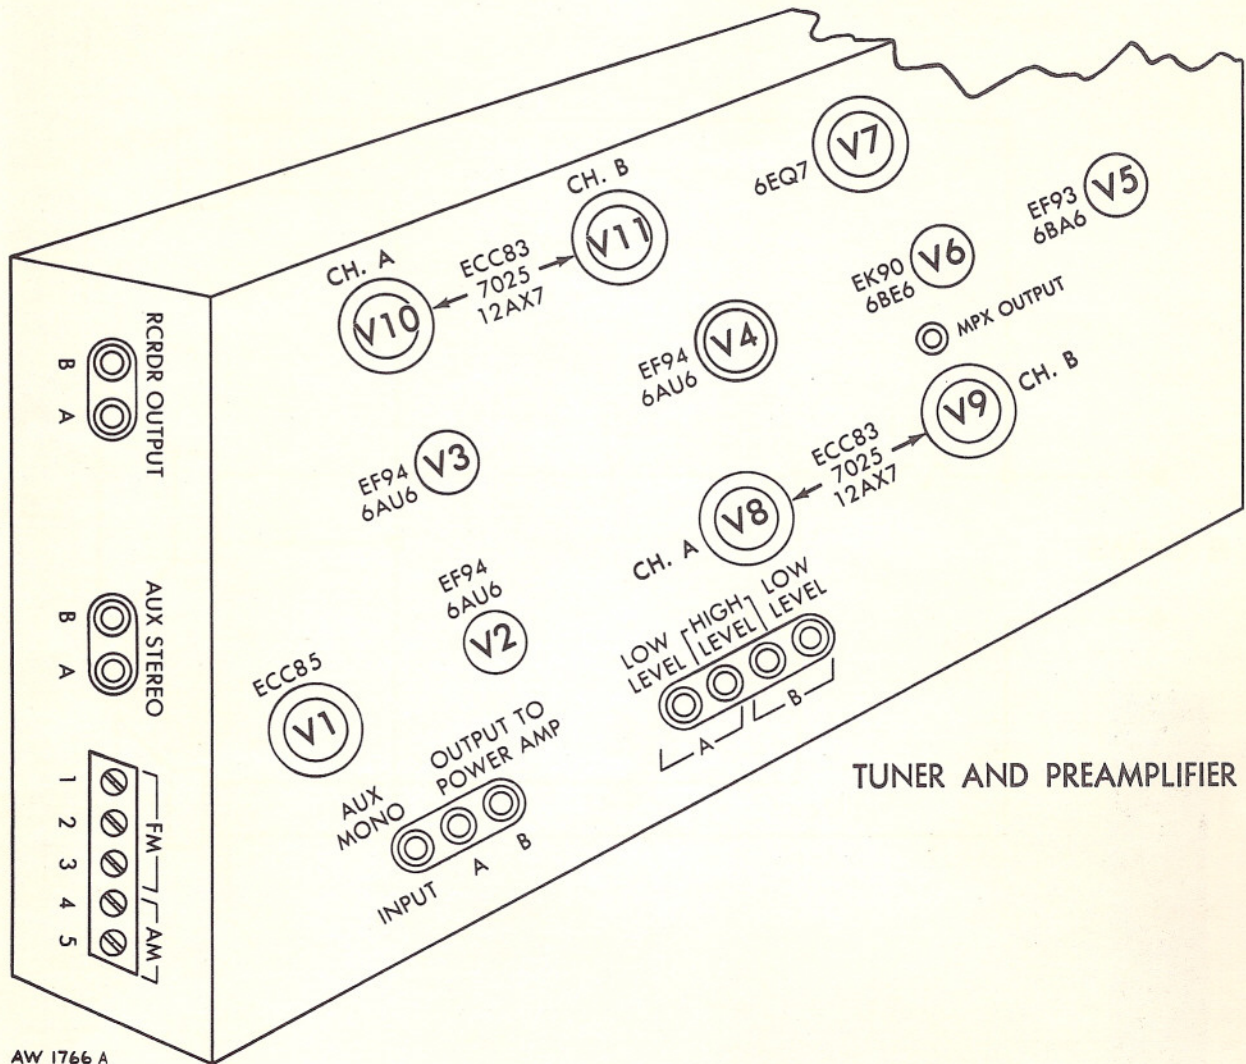 V7
6EQ7
CH. B
V11
EF93
6BA6
V5
CH. A
V10
ECC83
7025
12AX7
EK90
6BE6
V6
MPX OUTPUT
RCRDR OUTPUT
B
A
EF94
6AU6
V4
V9
CH. B
ECC83
7025
12AX7
EF94
6AU6
V3
CH. A
V8
AUX STEREO
B
A
EF94
6AU6
V2
LOW
LEVEL
HIGH
LEVEL
LOW
LEVEL
A
B
ECC85
V1
OUTPUT TO
POWER AMP
AUX
MONO
INPUT
A
B
TUNER AND PREAMPLIFIER
1
2
3
4
5
FM
AM
AW 1766 A